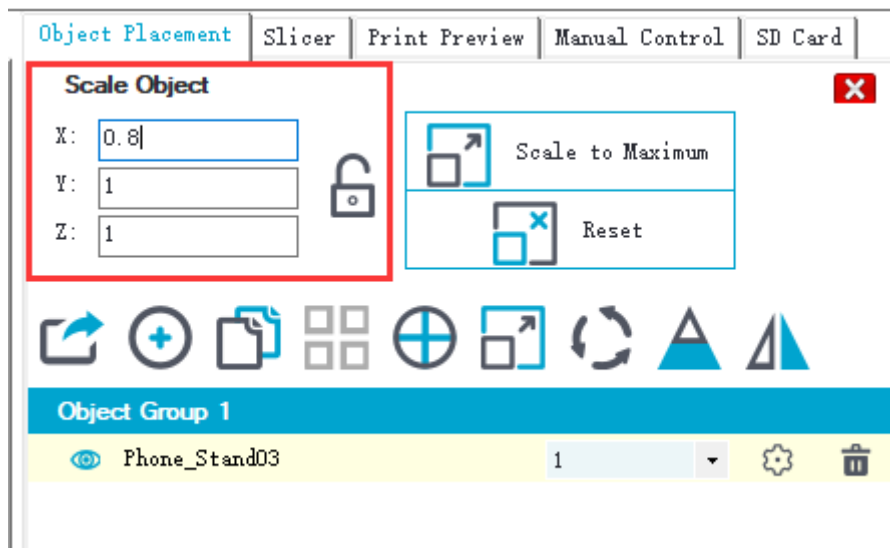 Object Placement Slicer Print Preview Manual Control SD Card
Scale Object
X: 0.8
Y: 1
Z: 1
Scale to Maximum
Reset
Object Group 1
Phone_Stand03 1